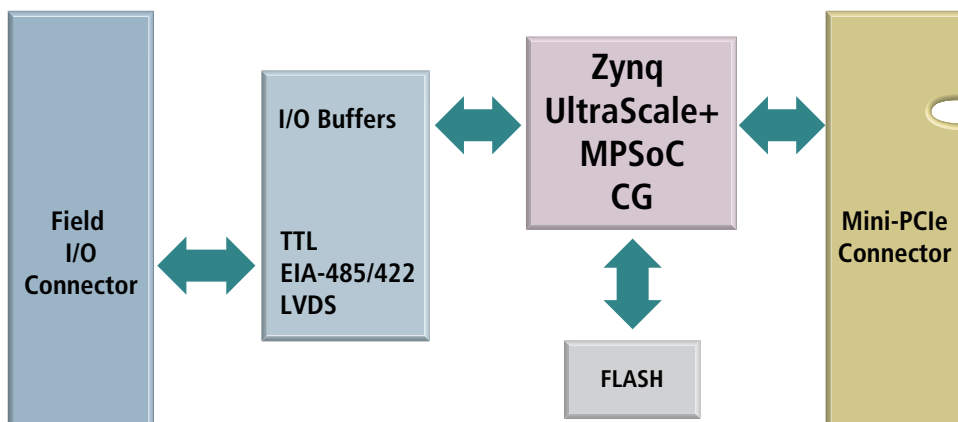 Field
I/O
Connector
I/O Buffers
TTL
EIA-485/422
LVDS
Zynq
UltraScale+
MPSoC
CG
FLASH
Mini-PCIe
Connector